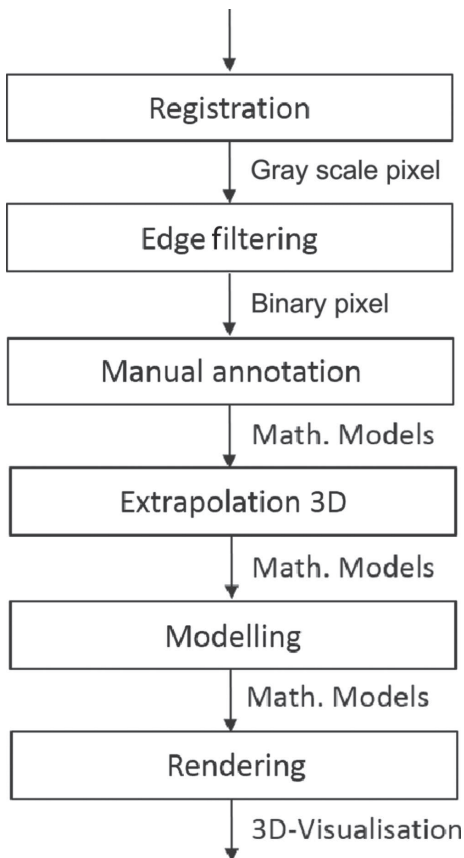 Registration
Gray scale pixel
Edge filtering
Binary pixel
Manual annotation
Math. Models
Extrapolation 3D
Math. Models
Modelling
Math. Models
Rendering
3D-Visualisation